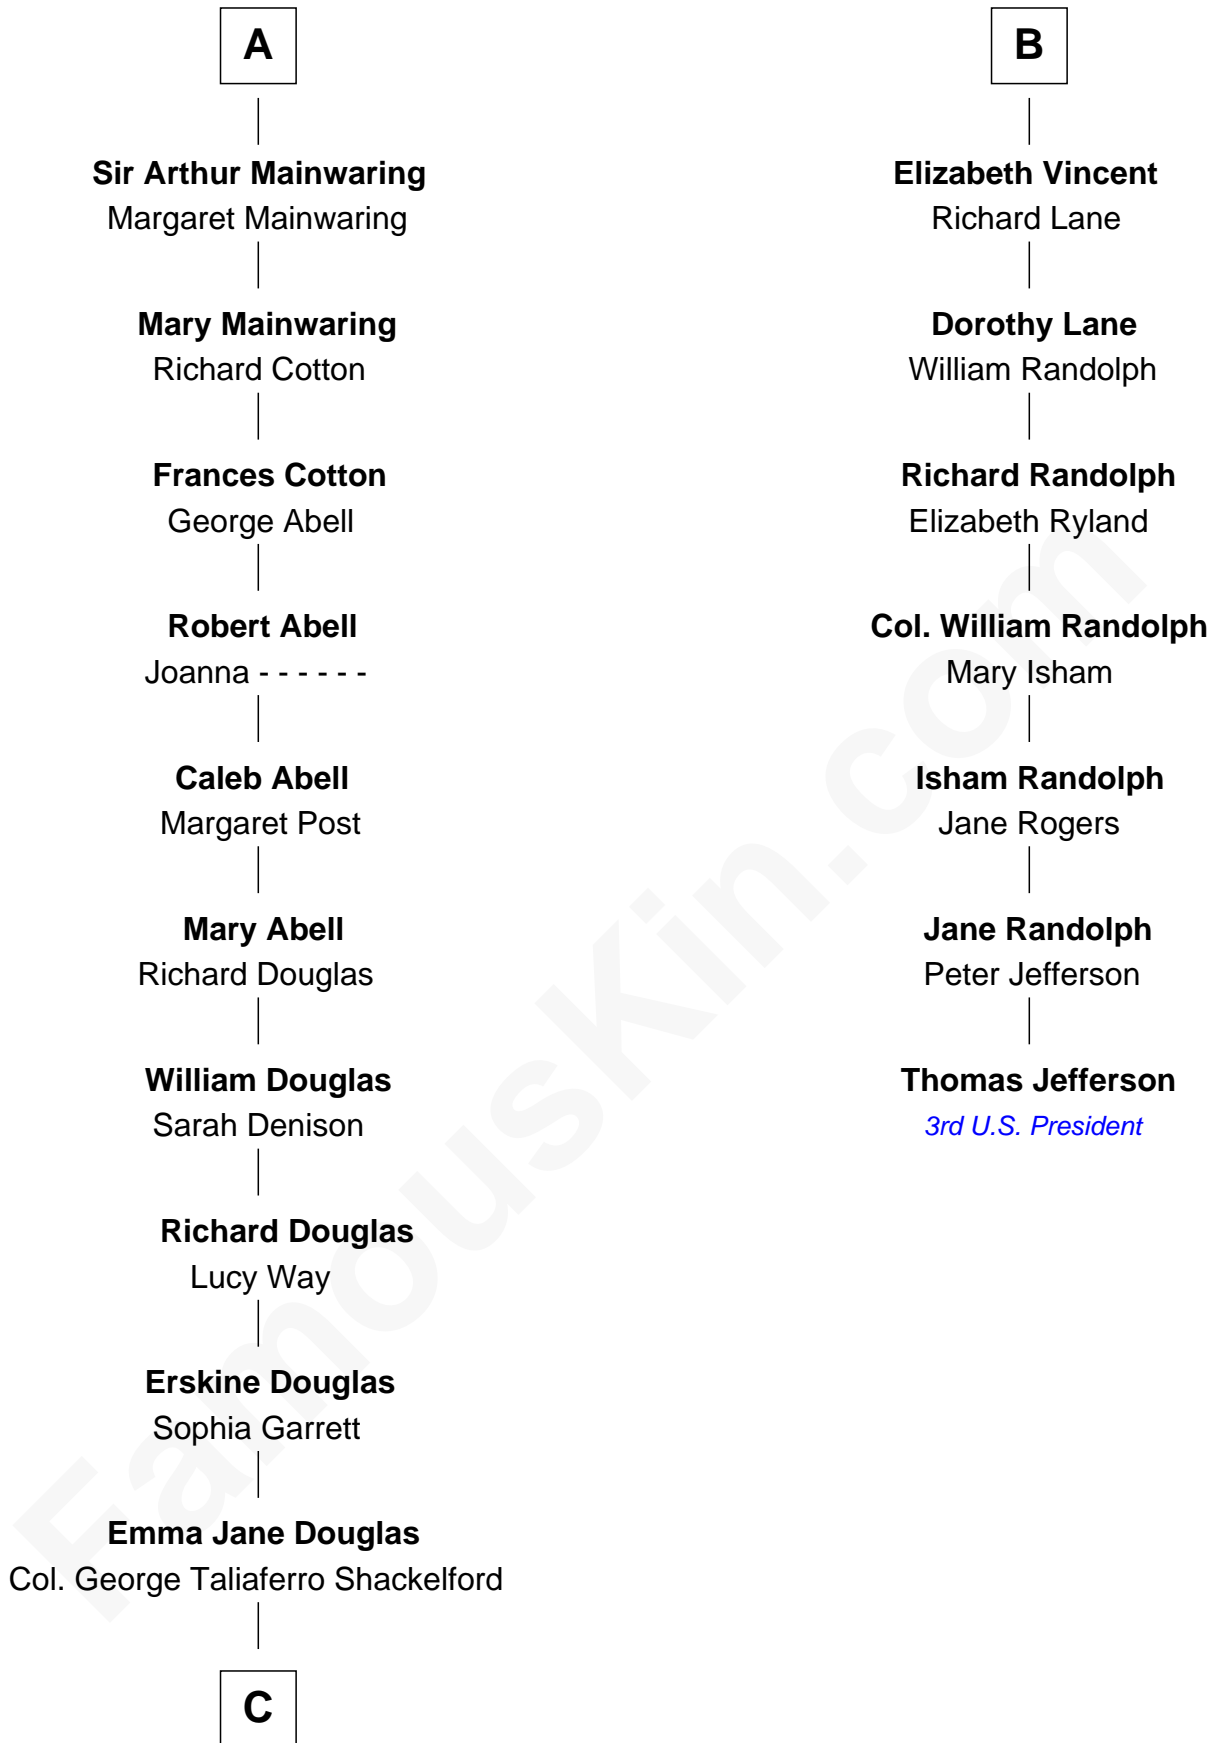 A
Sir Arthur Mainwaring
Margaret Mainwaring
Mary Mainwaring
Richard Cotton
Frances Cotton
George Abell
Robert Abell
Joanna - - - - - -
Caleb Abell
Margaret Post
Mary Abell
Richard Douglas
William Douglas
Sarah Denison
Richard Douglas
Lucy Way
Erskine Douglas
Sophia Garrett
Emma Jane Douglas
Col. George Taliaferro Shackelford
C
B
Elizabeth Vincent
Richard Lane
Dorothy Lane
William Randolph
Richard Randolph
Elizabeth Ryland
Col. William Randolph
Mary Isham
Isham Randolph
Jane Rogers
Jane Randolph
Peter Jefferson
Thomas Jefferson
3rd U.S. President
FamousKin.com